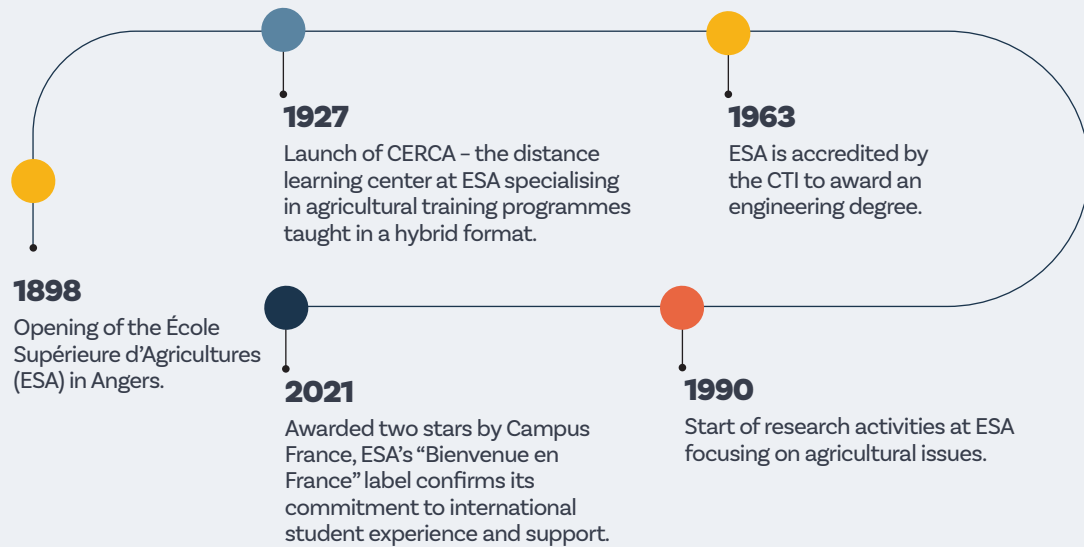 1898
Opening of the École
Supérieure d’Agricultures
(ESA) in Angers.
1927
Launch of CERCA – the distance
learning center at ESA specialising
in agricultural training programmes
taught in a hybrid format.
1963
ESA is accredited by
the CTI to award an
engineering degree.
1990
Start of research activities at ESA
focusing on agricultural issues.
2021
Awarded two stars by Campus
France, ESA’s “Bienvenue en
France” label confirms its
commitment to international
student experience and support.